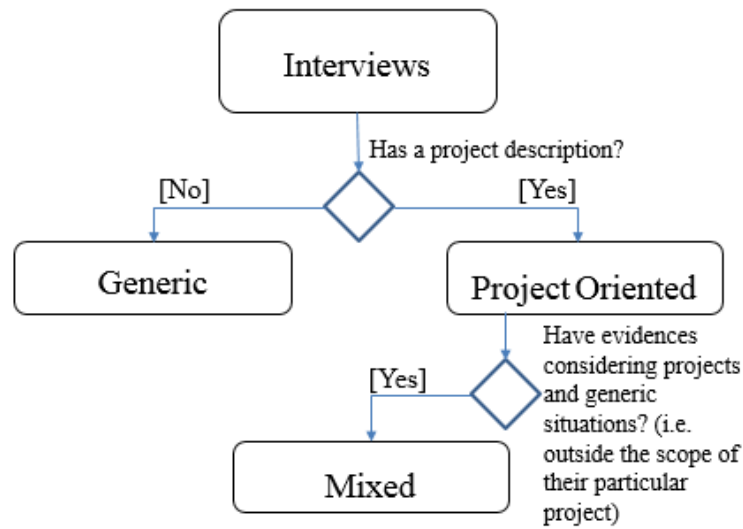 Interviews
Has a project description?
[No]
[Yes]
Generic
Project Oriented
Have evidences
considering projects
and generic
situations? (i.e.
outside the scope of
their particular
project)
[Yes]
Mixed